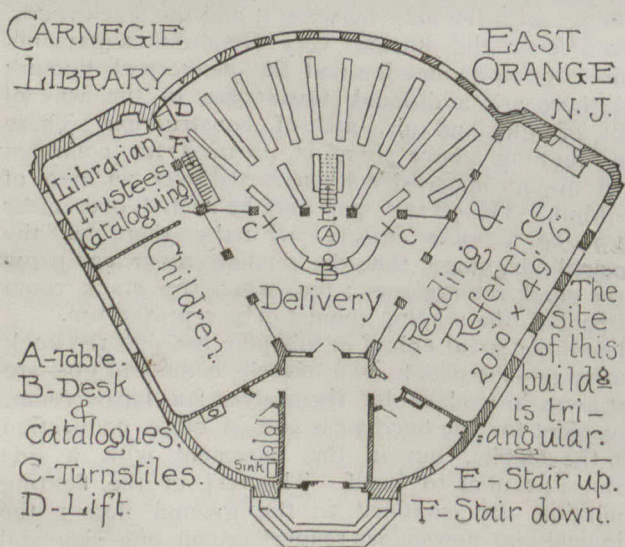 CARNEGIE
LIBRARY
EAST
ORANGE
N. J.
D
F
Librarian
Trustees
Cataloguing
Children.
E
A
C
C
B
Delivery
Reading &
Reference.
20'.0" x 49'.6".
The
site
of this
build&
is tri-
angular.
A-Table.
B-Desk
&
catalogues.
C-Turnstiles.
D-Lift.
Sink
E-Stair up.
F-Stair down.